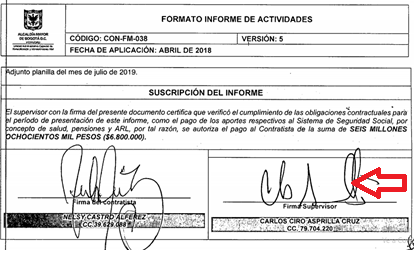 ALCALDÍA MAYOR
DE BOGOTÁ D.C.
FORMATO INFORME DE ACTIVIDADES
CÓDIGO: CON-FM-038
VERSIÓN: 5
FECHA DE APLICACIÓN: ABRIL DE 2018
Adjunto planilla del mes de julio de 2019.
SUSCRIPCIÓN DEL INFORME
El supervisor con la firma del presente documento certifica que verificó el cumplimiento de las obligaciones contractuales para
el período de presentación de este informe, como el pago de los aportes respectivos al Sistema de Seguridad Social, por
concepto de salud, pensiones y ARL, por tal razón, se autoriza el pago al Contratista de la suma de SEIS MILLONES
OCHOCIENTOS MIL PESOS ($6.800.000).
Firma del contratista
NELSY CASTRO ALFEREZ
CC 39.629.088
Firma Supervisor
CARLOS CIRO ASPRILLA CRUZ
CC. 79.704.220